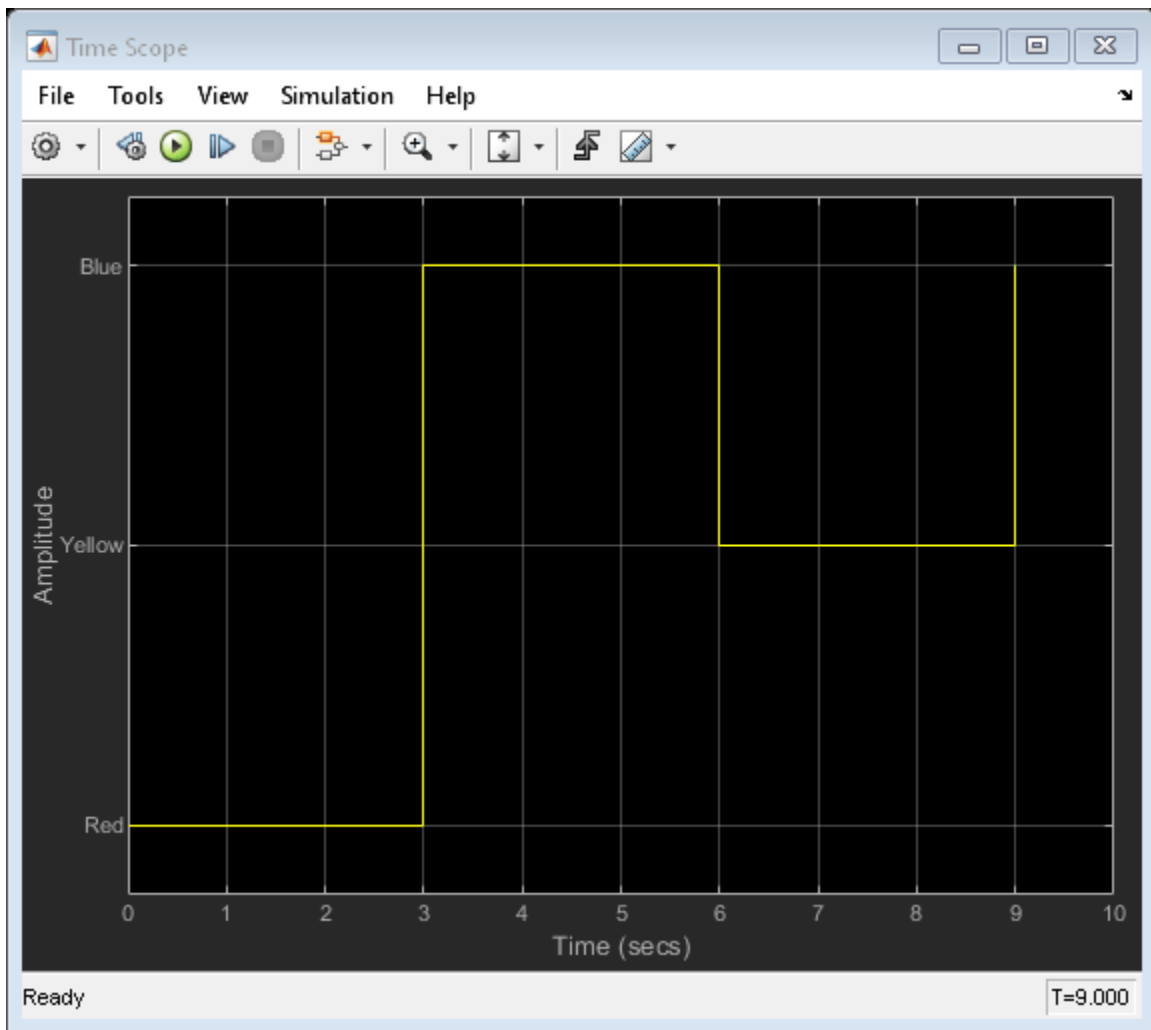 Time Scope
File Tools View Simulation Help
Blue
Yellow
Red
Amplitude
0 1 2 3 4 5 6 7 8 9 10
Time (secs)
Ready T=9.000